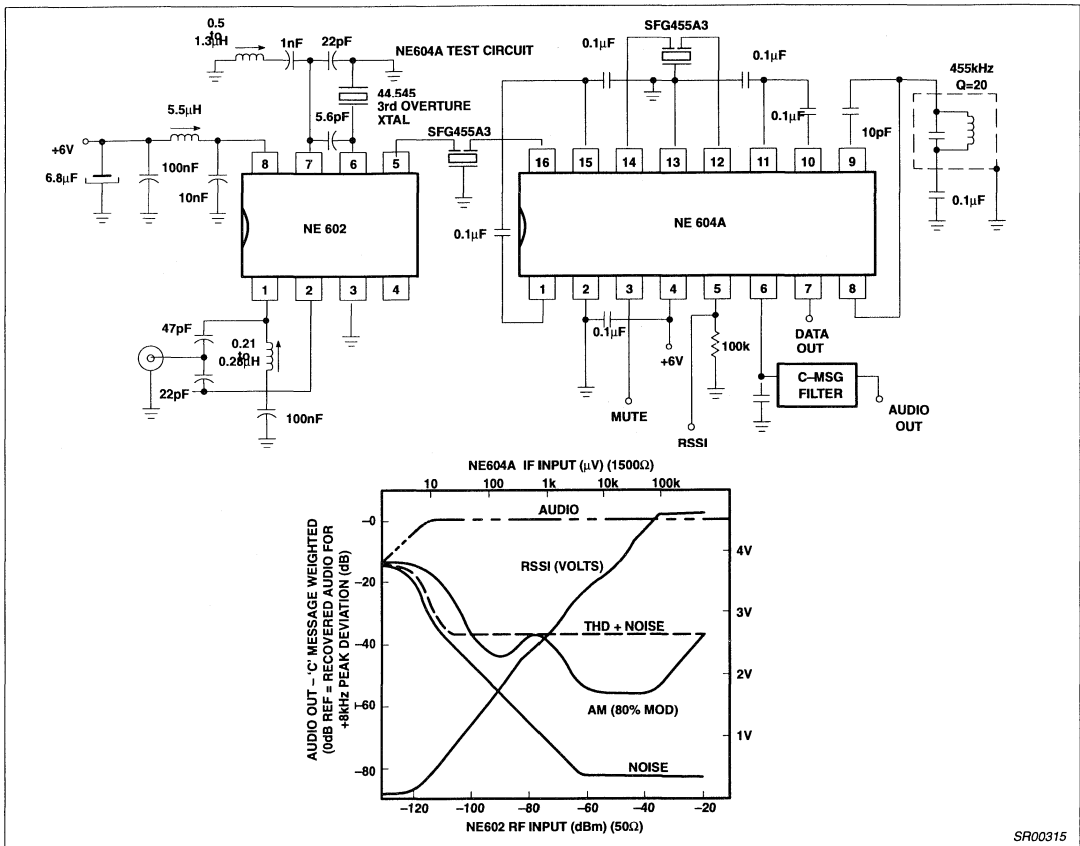 0.5
to
1.3µH
1nF
22pF
NE604A TEST CIRCUIT
44.545
3rd OVERTURE
XTAL
5.6pF
5.5µH
+6V
6.8µF
100nF
10nF
8
7
6
5
NE 602
1
2
3
4
47pF
0.21
to
0.28µH
22pF
100nF
SFG455A3
SFG455A3
0.1µF
0.1µF
0.1µF
10pF
455kHz
Q=20
0.1µF
0.1µF
16
15
14
13
12
11
10
9
NE 604A
1
2
3
4
5
6
7
8
0.1µF
+6V
100k
MUTE
RSSI
DATA
OUT
C–MSG
FILTER
AUDIO
OUT
NE604A IF INPUT (µV) (1500Ω)
10
100
1k
10k
100k
AUDIO
RSSI (VOLTS)
THD + NOISE
AM (80% MOD)
NOISE
–0
–20
–40
–60
–80
4V
3V
2V
1V
AUDIO OUT – 'C' MESSAGE WEIGHTED
(0dB REF = RECOVERED AUDIO FOR
+8kHz PEAK DEVIATION (dB)
–120
–100
–80
–60
–40
–20
NE602 RF INPUT (dBm) (50Ω)
SR00315